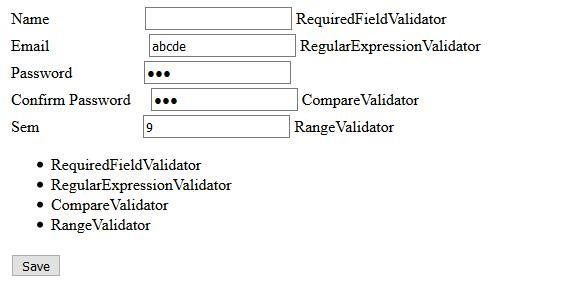 Name RequiredFieldValidator
Email abcde RegularExpressionValidator
Password •••
Confirm Password ••• CompareValidator
Sem 9 RangeValidator
• RequiredFieldValidator
• RegularExpressionValidator
• CompareValidator
• RangeValidator
Save